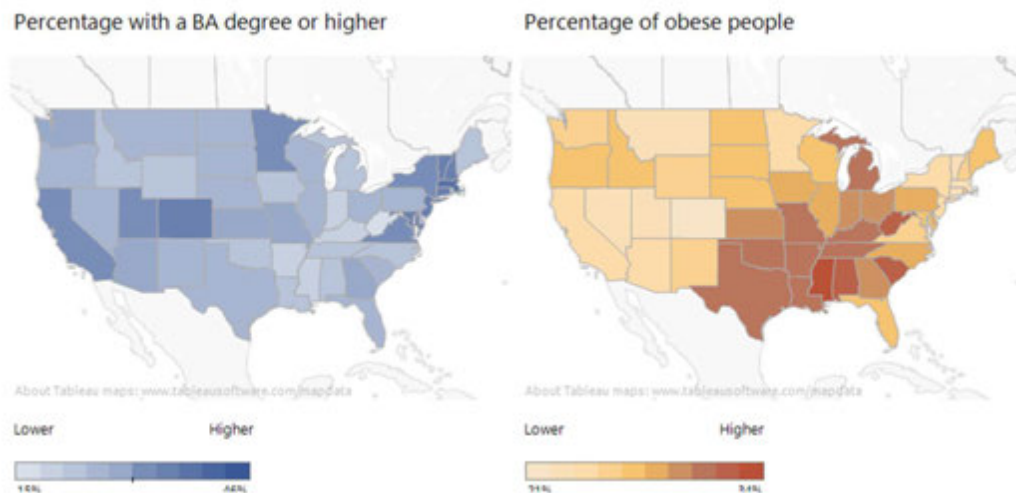 Percentage with a BA degree or higher
Percentage of obese people
About Tableau maps: www.tableausoftware.com/mapdata
About Tableau maps: www.tableausoftware.com/mapdata
Lower Higher
Lower Higher